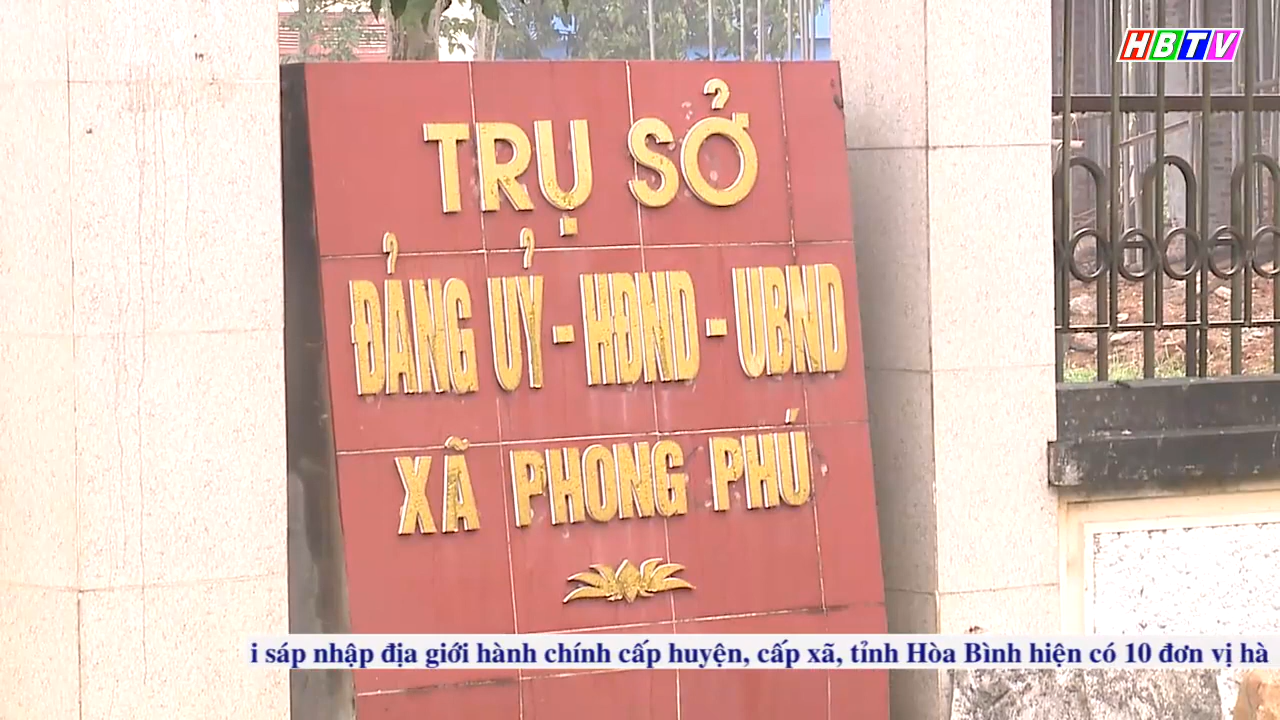 HBTV
TRỤ SỞ
ĐẢNG UỶ - HĐND - UBND
XÃ PHONG PHÚ
i sáp nhập địa giới hành chính cấp huyện, cấp xã, tỉnh Hòa Bình hiện có 10 đơn vị hà